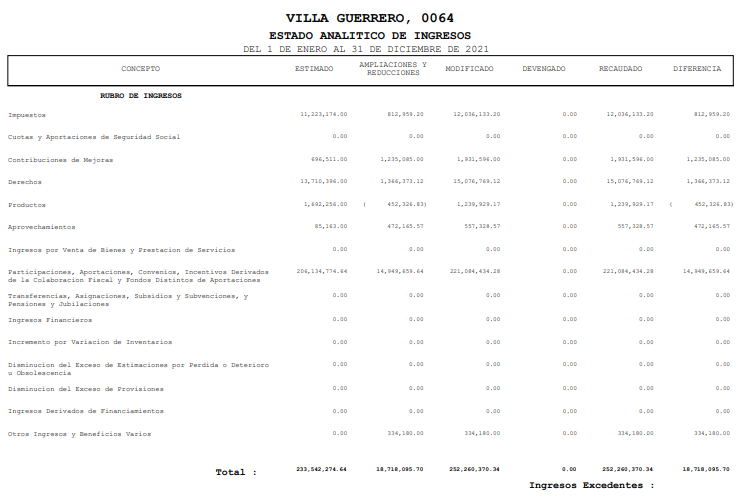 VILLA GUERRERO, 0064
ESTADO ANALITICO DE INGRESOS
DEL 1 DE ENERO AL 31 DE DICIEMBRE DE 2021
CONCEPTO ESTIMADO AMPLIACIONES Y REDUCCIONES MODIFICADO DEVENGADO RECAUDADO DIFERENCIA
RUBRO DE INGRESOS
Impuestos 11,223,174.00 812,959.20 12,036,133.20 0.00 12,036,133.20 812,959.20
Cuotas y Aportaciones de Seguridad Social 0.00 0.00 0.00 0.00 0.00 0.00
Contribuciones de Mejoras 696,511.00 1,235,085.00 1,931,596.00 0.00 1,931,596.00 1,235,085.00
Derechos 13,710,396.00 1,366,373.12 15,076,769.12 0.00 15,076,769.12 1,366,373.12
Productos 1,692,256.00 ( 452,326.83) 1,239,929.17 0.00 1,239,929.17 ( 452,326.83)
Aprovechamientos 85,163.00 472,165.57 557,328.57 0.00 557,328.57 472,165.57
Ingresos por Venta de Bienes y Prestacion de Servicios 0.00 0.00 0.00 0.00 0.00 0.00
Participaciones, Aportaciones, Convenios, Incentivos Derivados 206,134,774.64 14,949,659.64 221,084,434.28 0.00 221,084,434.28 14,949,659.64
de la Colaboracion Fiscal y Fondos Distintos de Aportaciones
Transferencias, Asignaciones, Subsidios y Subvenciones, y 0.00 0.00 0.00 0.00 0.00 0.00
Pensiones y Jubilaciones
Ingresos Financieros 0.00 0.00 0.00 0.00 0.00 0.00
Incremento por Variacion de Inventarios 0.00 0.00 0.00 0.00 0.00 0.00
Disminucion del Exceso de Estimaciones por Perdida o Deterioro 0.00 0.00 0.00 0.00 0.00 0.00
u Obsolescencia
Disminucion del Exceso de Provisiones 0.00 0.00 0.00 0.00 0.00 0.00
Ingresos Derivados de Financiamientos 0.00 0.00 0.00 0.00 0.00 0.00
Otros Ingresos y Beneficios Varios 0.00 334,180.00 334,180.00 0.00 334,180.00 334,180.00
Total : 233,542,274.64 18,718,095.70 252,260,370.34 0.00 252,260,370.34 18,718,095.70
Ingresos Excedentes :